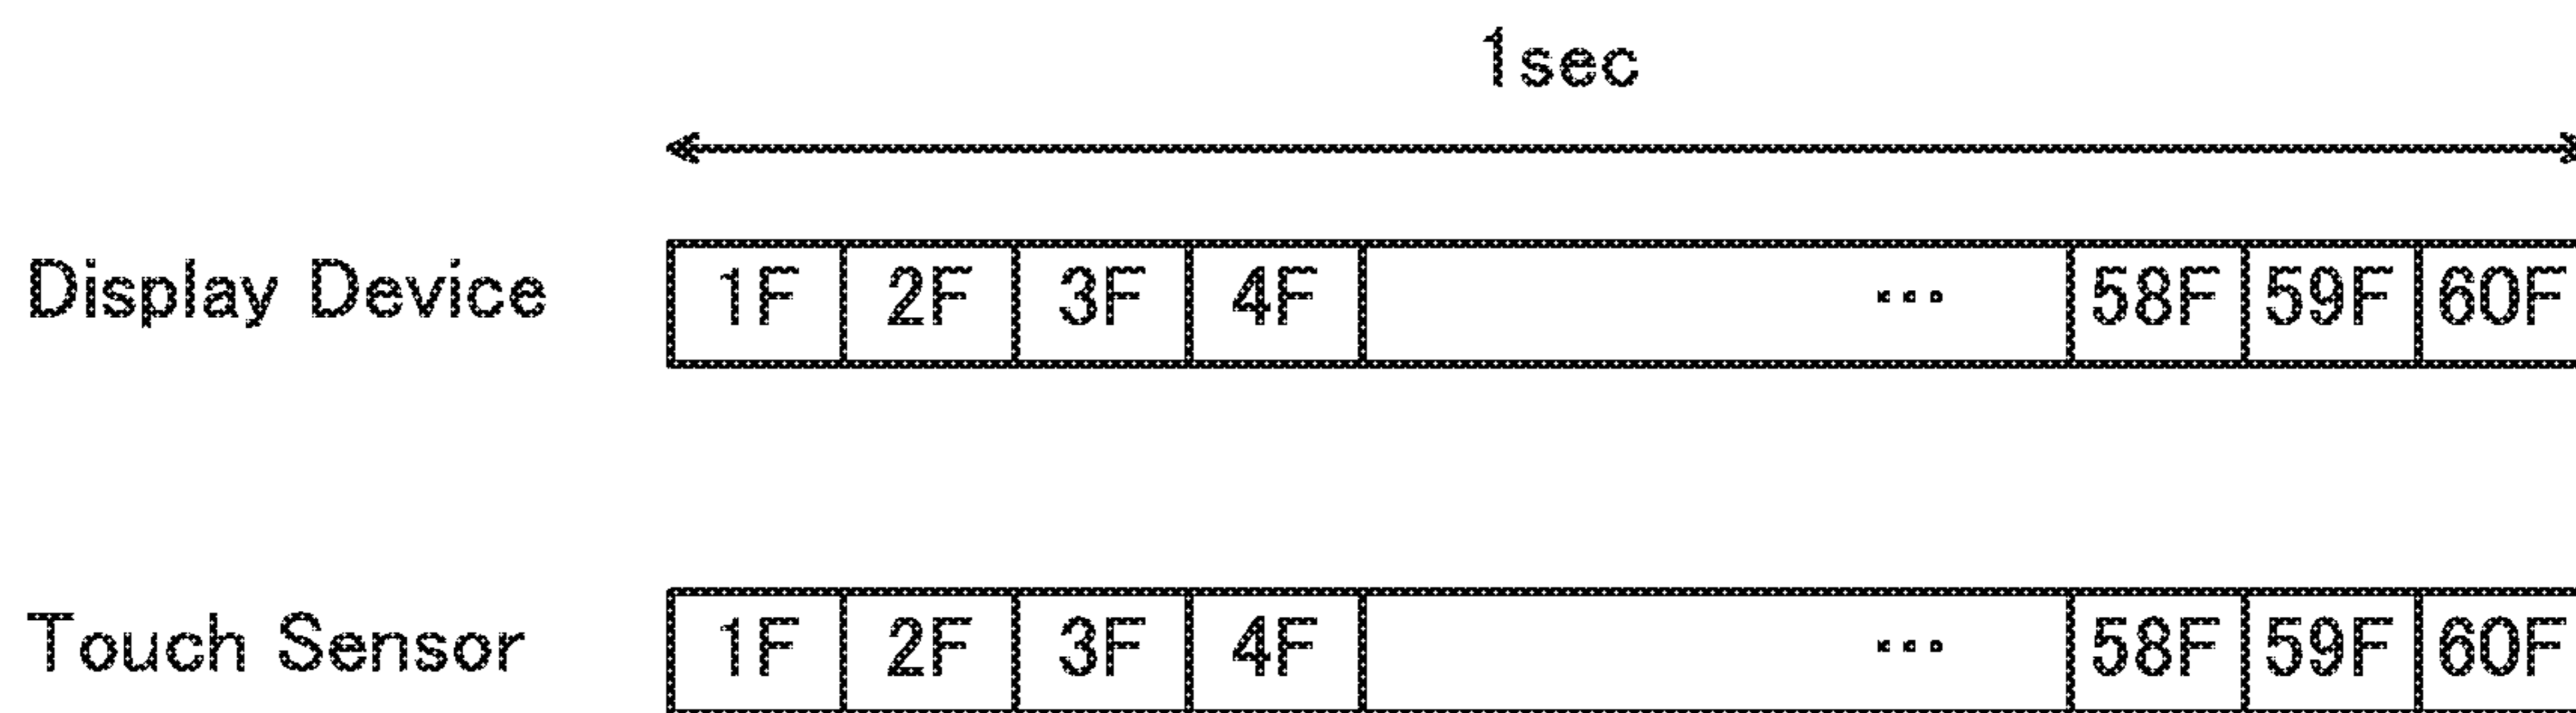 1sec
Display Device 1F 2F 3F 4F ... 58F 59F 60F
Touch Sensor 1F 2F 3F 4F ... 58F 59F 60F